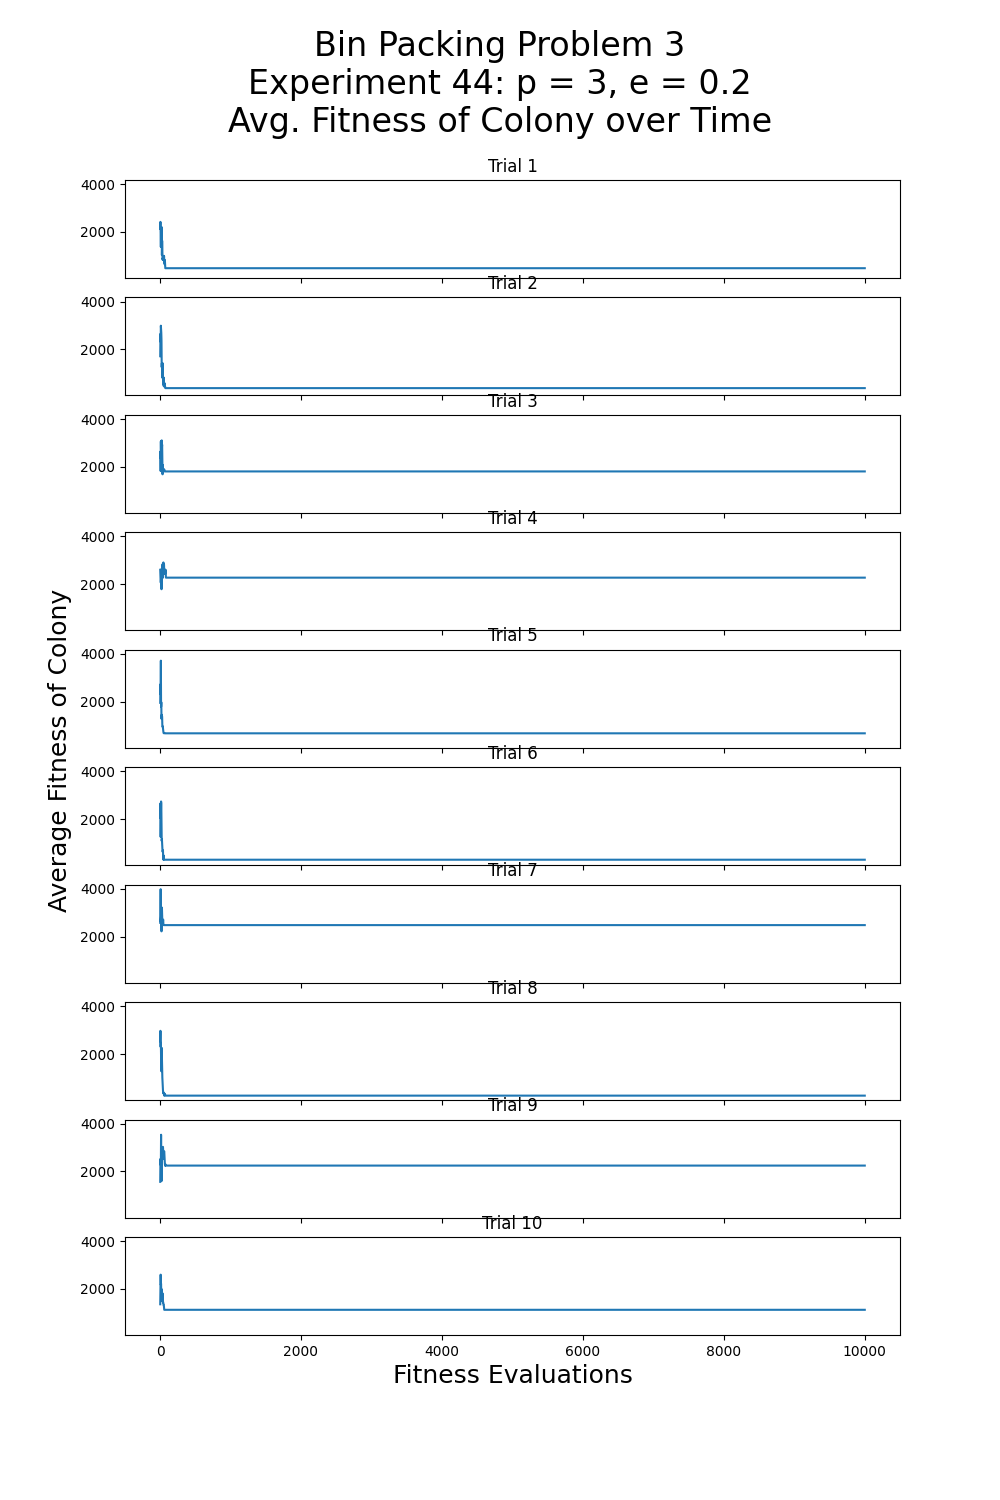 Bin Packing Problem 3
Experiment 44: p = 3, e = 0.2
Avg. Fitness of Colony over Time
Trial 1
4000
2000
Trial 2
4000
2000
Trial 3
4000
2000
Trial 4
4000
2000
Trial 5
4000
2000
Trial 6
4000
2000
Trial 7
4000
2000
Trial 8
4000
2000
Trial 9
4000
2000
Trial 10
4000
2000
0 2000 4000 6000 8000 10000
Fitness Evaluations
Average Fitness of Colony